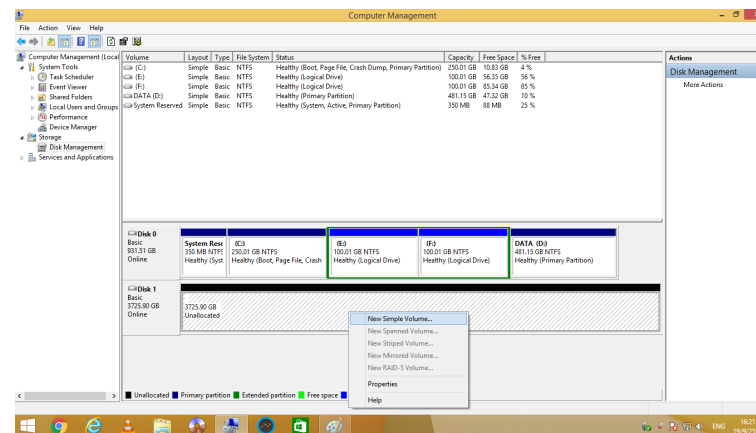 Computer Management
File Action View Help
Computer Management (Local
System Tools
Task Scheduler
Event Viewer
Shared Folders
Local Users and Groups
Performance
Device Manager
Storage
Disk Management
Services and Applications
Volume Layout Type File System Status Capacity Free Space % Free
(C:) Simple Basic NTFS Healthy (Boot, Page File, Crash Dump, Primary Partition) 250.01 GB 10.83 GB 4 %
(E:) Simple Basic NTFS Healthy (Logical Drive) 100.01 GB 56.35 GB 56 %
(F:) Simple Basic NTFS Healthy (Logical Drive) 100.01 GB 85.34 GB 85 %
DATA (D:) Simple Basic NTFS Healthy (Primary Partition) 481.15 GB 47.32 GB 10 %
System Reserved Simple Basic NTFS Healthy (System, Active, Primary Partition) 350 MB 88 MB 25 %
Actions
Disk Management
More Actions
Disk 0
Basic
931.51 GB
Online
System Rese
350 MB NTFS
Healthy (Syst
(C:)
250.01 GB NTFS
Healthy (Boot, Page File, Crash
(E:)
100.01 GB NTFS
Healthy (Logical Drive)
(F:)
100.01 GB NTFS
Healthy (Logical Drive)
DATA (D:)
481.15 GB NTFS
Healthy (Primary Partition)
Disk 1
Basic
3725.90 GB
Online
3725.90 GB
Unallocated
New Simple Volume...
New Spanned Volume...
New Striped Volume...
New Mirrored Volume...
New RAID-5 Volume...
Properties
Help
Unallocated Primary partition Extended partition Free space
ENG